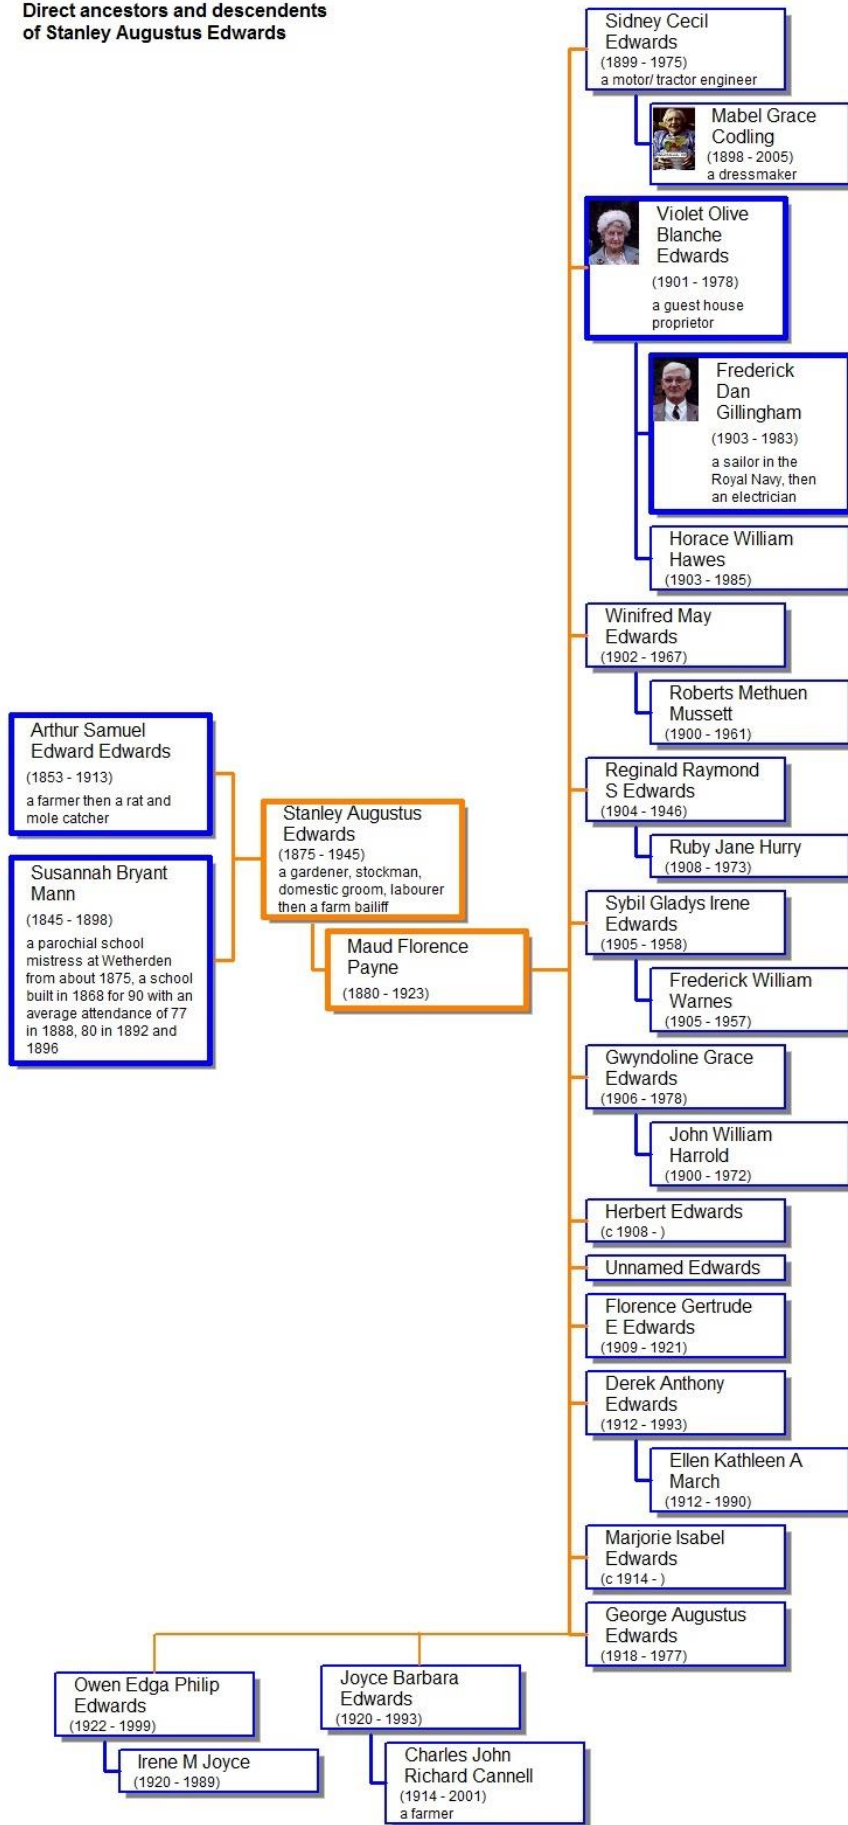 Direct ancestors and descendents
of Stanley Augustus Edwards
Sidney Cecil
Edwards
(1899 - 1975)
a motor/ tractor engineer
Mabel Grace
Codling
(1898 - 2005)
a dressmaker
Violet Olive
Blanche
Edwards
(1901 - 1978)
a guest house
proprietor
Frederick
Dan
Gillingham
(1903 - 1983)
a sailor in the
Royal Navy, then
an electrician
Horace William
Hawes
(1903 - 1985)
Winifred May
Edwards
(1902 - 1967)
Roberts Methuen
Mussett
(1900 - 1961)
Arthur Samuel
Edward Edwards
(1853 - 1913)
a farmer then a rat and
mole catcher
Susannah Bryant
Mann
(1845 - 1898)
a parochial school
mistress at Wetherden
from about 1875, a school
built in 1868 for 90 with an
average attendance of 77
in 1888, 80 in 1892 and
1896
Stanley Augustus
Edwards
(1875 - 1945)
a gardener, stockman,
domestic groom, labourer
then a farm bailiff
Maud Florence
Payne
(1880 - 1923)
Reginald Raymond
S Edwards
(1904 - 1946)
Ruby Jane Hurry
(1908 - 1973)
Sybil Gladys Irene
Edwards
(1905 - 1958)
Frederick William
Warnes
(1905 - 1957)
Gwyndoline Grace
Edwards
(1906 - 1978)
John William
Harrold
(1900 - 1972)
Herbert Edwards
(c 1908 - )
Unnamed Edwards
Florence Gertrude
E Edwards
(1909 - 1921)
Derek Anthony
Edwards
(1912 - 1993)
Ellen Kathleen A
March
(1912 - 1990)
Marjorie Isabel
Edwards
(c 1914 - )
George Augustus
Edwards
(1918 - 1977)
Owen Edga Philip
Edwards
(1922 - 1999)
Irene M Joyce
(1920 - 1989)
Joyce Barbara
Edwards
(1920 - 1993)
Charles John
Richard Cannell
(1914 - 2001)
a farmer